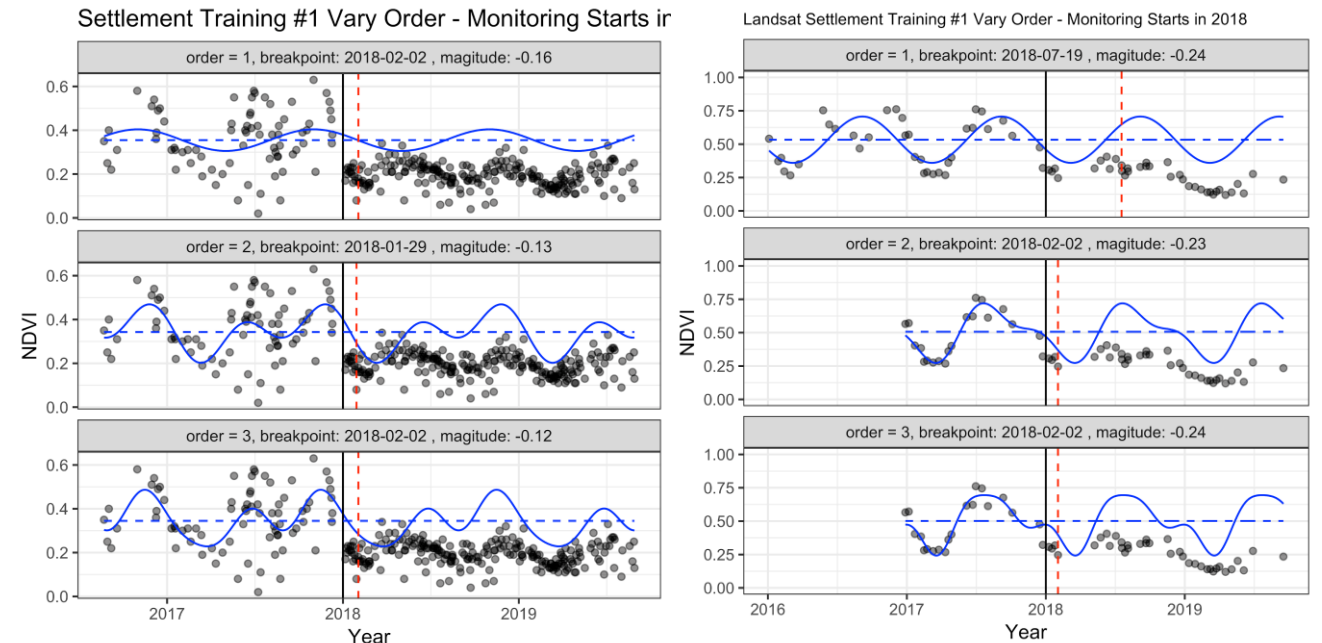 Settlement Training #1 Vary Order - Monitoring Starts in
order = 1, breakpoint: 2018-02-02 , magitude: -0.16
0.6
0.4
0.2
0.0
order = 2, breakpoint: 2018-01-29 , magitude: -0.13
0.6
0.4
0.2
0.0
NDVI
order = 3, breakpoint: 2018-02-02 , magitude: -0.12
0.6
0.4
0.2
0.0
2017 2018 2019
Year
Landsat Settlement Training #1 Vary Order - Monitoring Starts in 2018
order = 1, breakpoint: 2018-07-19 , magitude: -0.24
1.00
0.75
0.50
0.25
0.00
order = 2, breakpoint: 2018-02-02 , magitude: -0.23
1.00
0.75
0.50
0.25
0.00
NDVI
order = 3, breakpoint: 2018-02-02 , magitude: -0.24
1.00
0.75
0.50
0.25
0.00
2016 2017 2018 2019
Year